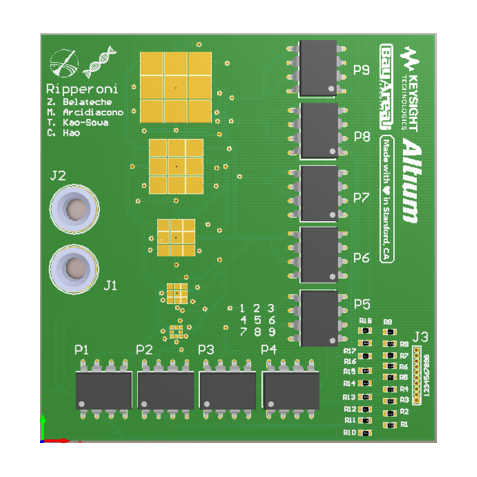 Ripperoni
Z. Belateche
M. Arcidiacono
T. Kao-Sowa
C. Hao
J2
J1
P9
P8
P7
P6
P5
Bay Area!
KEYSIGHT
TECHNOLOGIES
Altium
Made with ❤ in Stanford, CA
1 2 3
4 5 6
7 8 9
P1 P2 P3 P4
J3
12345678910
R19 R9
R8
R17 R7
R16 R6
R15 R5
R14 R4
R13 R3
R12 R2
R11 R1
R10